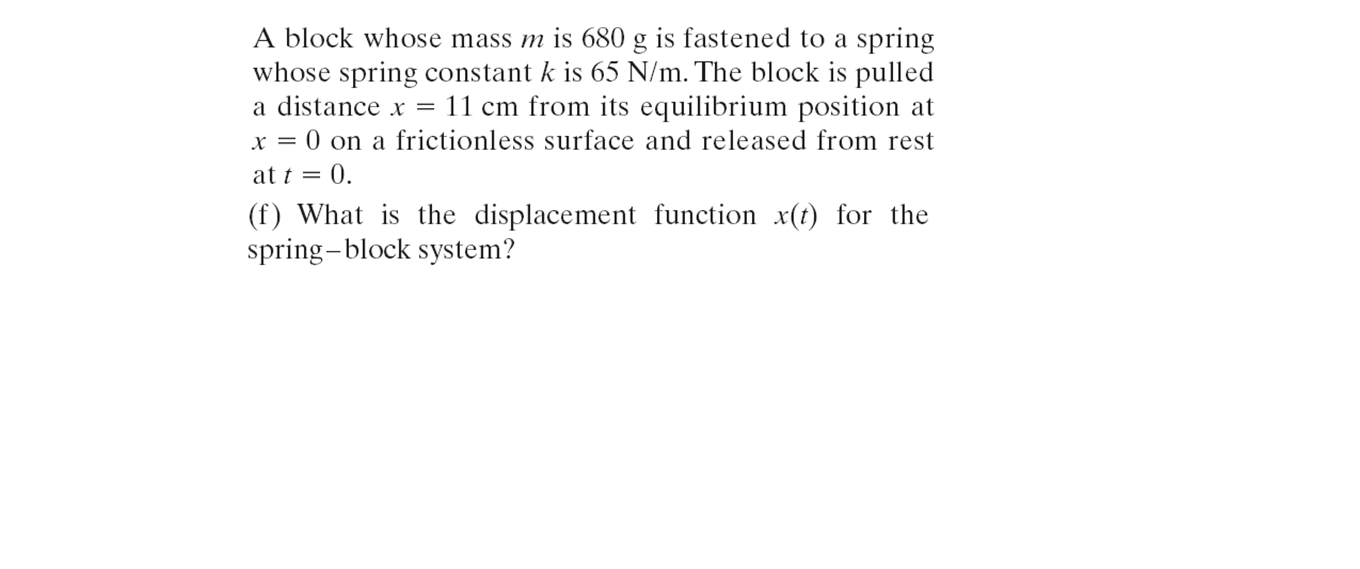 A block whose mass m is 680 g is fastened to a spring
whose spring constant k is 65 N/m. The block is pulled
a distance x = 11 cm from its equilibrium position at
x = 0 on a frictionless surface and released from rest
at t = 0.
(f) What is the displacement function x(t) for the
spring–block system?